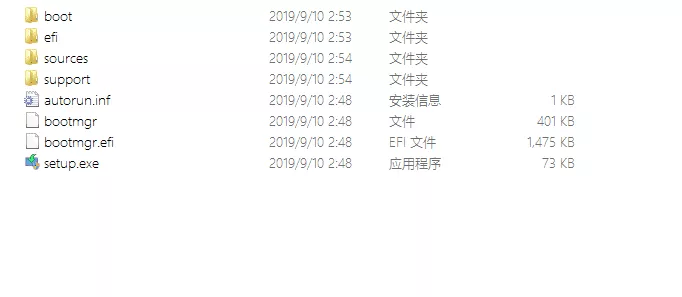 boot 2019/9/10 2:53 文件夹
efi 2019/9/10 2:53 文件夹
sources 2019/9/10 2:54 文件夹
support 2019/9/10 2:54 文件夹
autorun.inf 2019/9/10 2:48 安装信息 1 KB
bootmgr 2019/9/10 2:48 文件 401 KB
bootmgr.efi 2019/9/10 2:48 EFI 文件 1,475 KB
setup.exe 2019/9/10 2:48 应用程序 73 KB